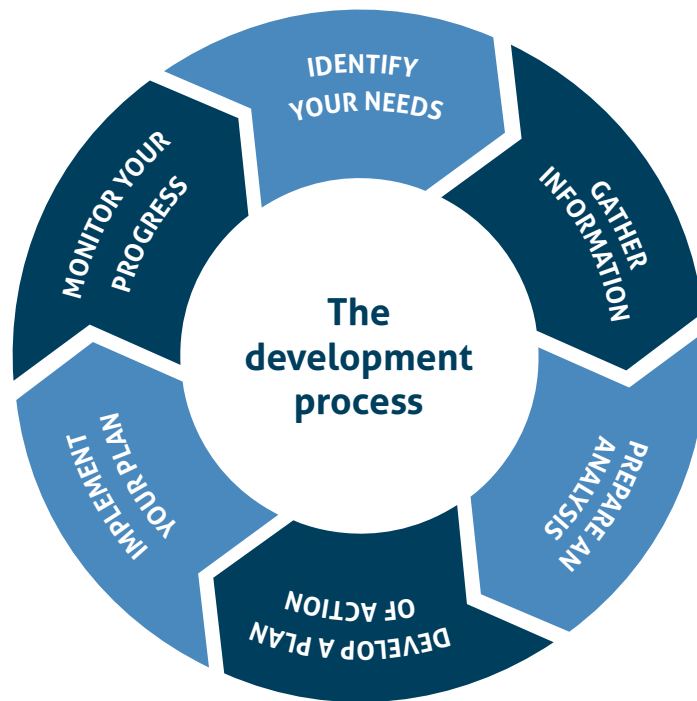 IDENTIFY
YOUR NEEDS
GATHER
INFORMATION
PREPARE AN
ANALYSIS
DEVELOP A PLAN
OF ACTION
IMPLEMENT
YOUR PLAN
MONITOR YOUR
PROGRESS
The
development
process